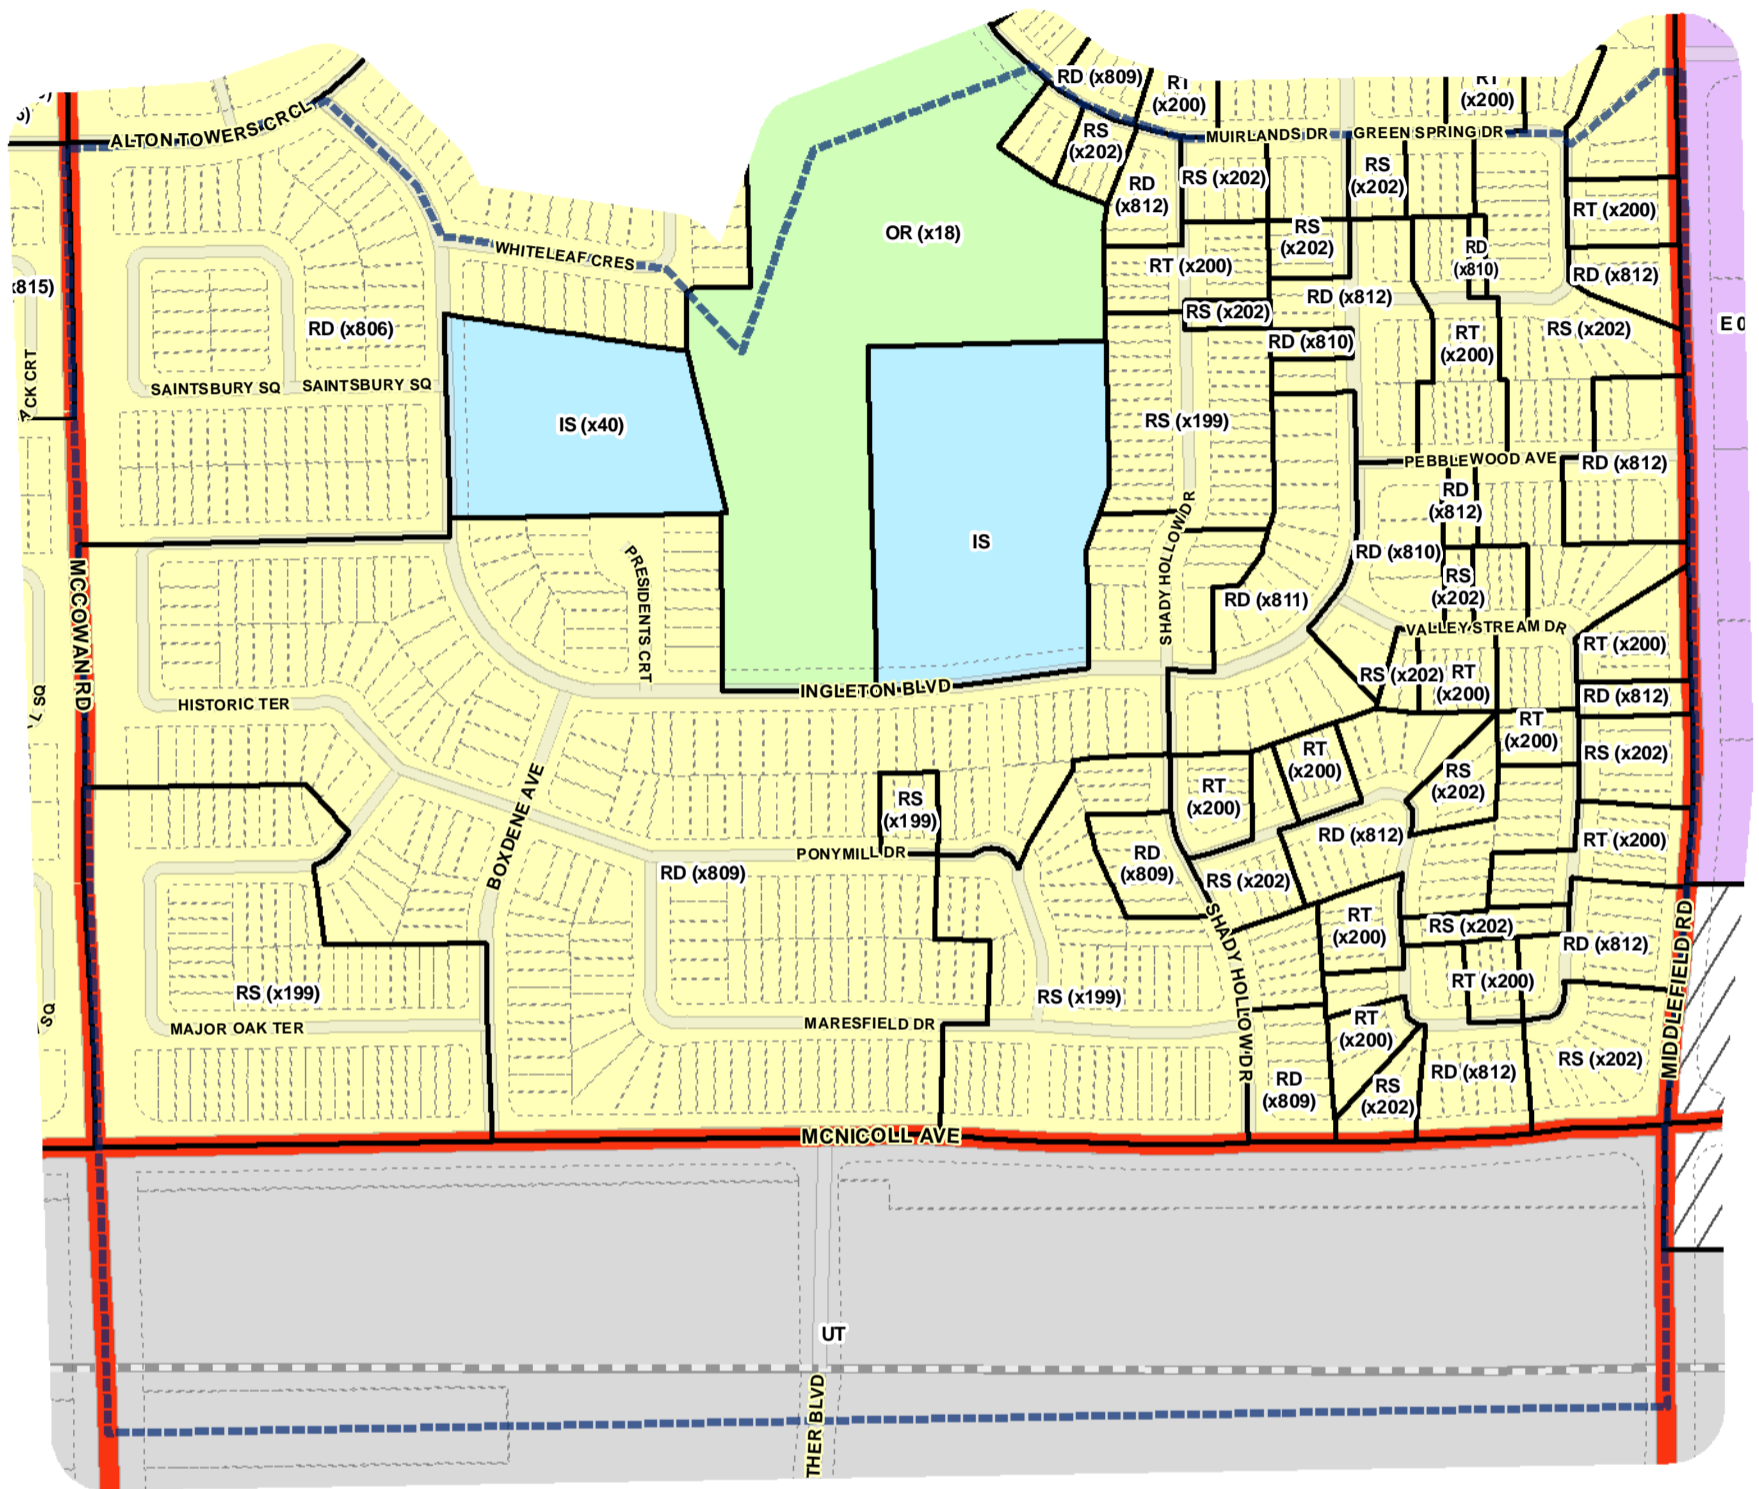 RD (x809)
RT
(x200)
RT
(x200)
ALTON TOWERS CRCL
MUIRLANDS DR
GREEN SPRING DR
RS
(x202)
RD
(x812)
RS (x202)
RS
(x202)
RT (x200)
OR (x18)
RS
(x202)
WHITELEAF CRES
RD
(x810)
RT (x200)
RD (x812)
x815)
RD (x812)
RS (x202)
E 0
RD (x806)
RD (x810)
RT
(x200)
RS (x202)
SAINTSBURY SQ
SAINTSBURY SQ
ACK CRT
IS (x40)
RS (x199)
PEBBLEWOOD AVE
RD (x812)
RD
(x812)
IS
SHADY HOLLOW DR
RD (x810)
PRESIDENTS CRT
RS
(x202)
RD (x811)
MCCOWAN RD
VALLEY STREAM DR
RT (x200)
RS (x202)
RT
(x200)
INGLETON BLVD
RD (x812)
HISTORIC TER
L SQ
RT
(x200)
RS (x202)
RT
(x200)
RS
(x202)
RT
(x200)
BOXDENE AVE
RS
(x199)
RD (x812)
RT (x200)
PONYMILL DR
RD
(x809)
RD (x809)
RS (x202)
RT
(x200)
RS (x202)
RD (x812)
SHADY HOLLOW DR
MIDDLEFIELD RD
RS (x199)
RS (x199)
RT (x200)
SQ
MAJOR OAK TER
MARESFIELD DR
RT
(x200)
RS (x202)
RD
(x809)
RS
(x202)
RD (x812)
MCNICOLL AVE
UT
THER BLVD